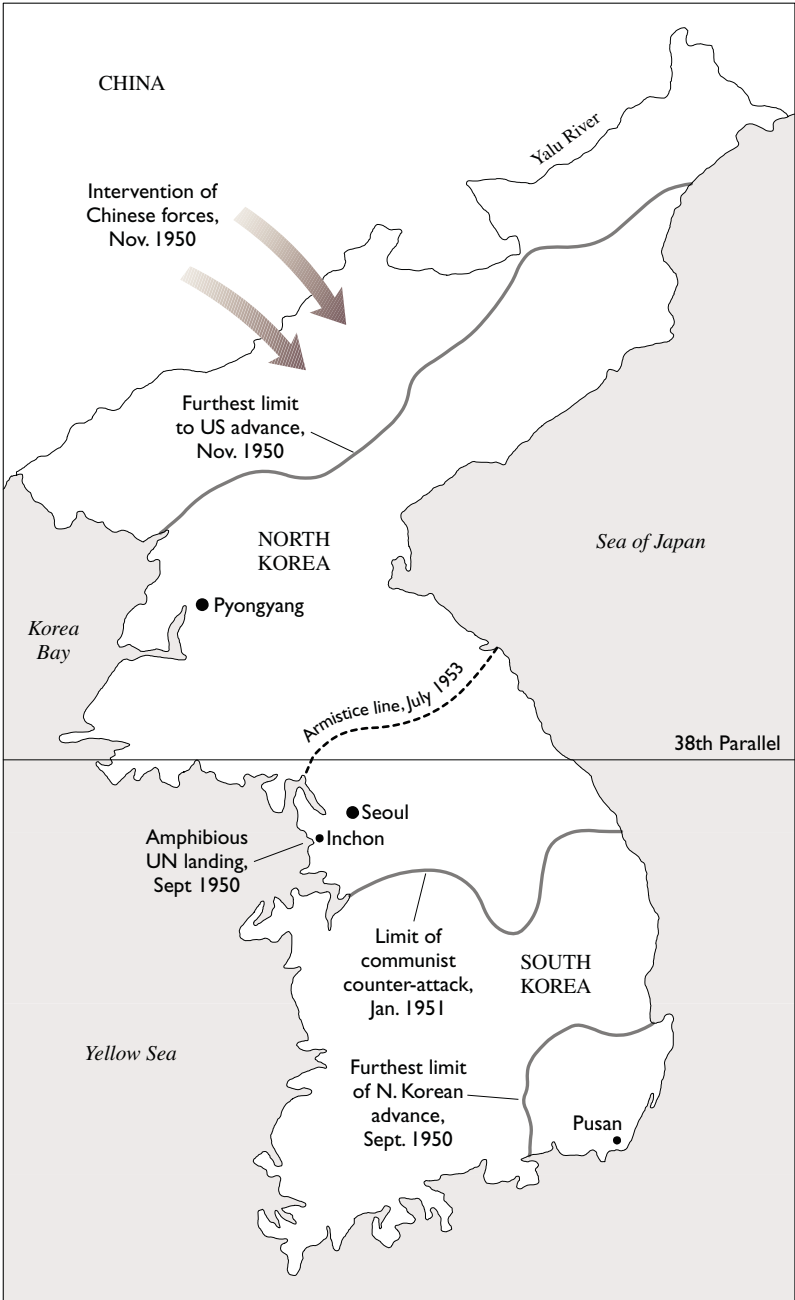 CHINA
Yalu River
Intervention of
Chinese forces,
Nov. 1950
Furthest limit
to US advance,
Nov. 1950
NORTH
KOREA
Sea of Japan
Pyongyang
Korea
Bay
Armistice line, July 1953
38th Parallel
Seoul
Inchon
Amphibious
UN landing,
Sept 1950
Limit of
communist
counter-attack,
Jan. 1951
SOUTH
KOREA
Yellow Sea
Furthest limit
of N. Korean
advance,
Sept. 1950
Pusan